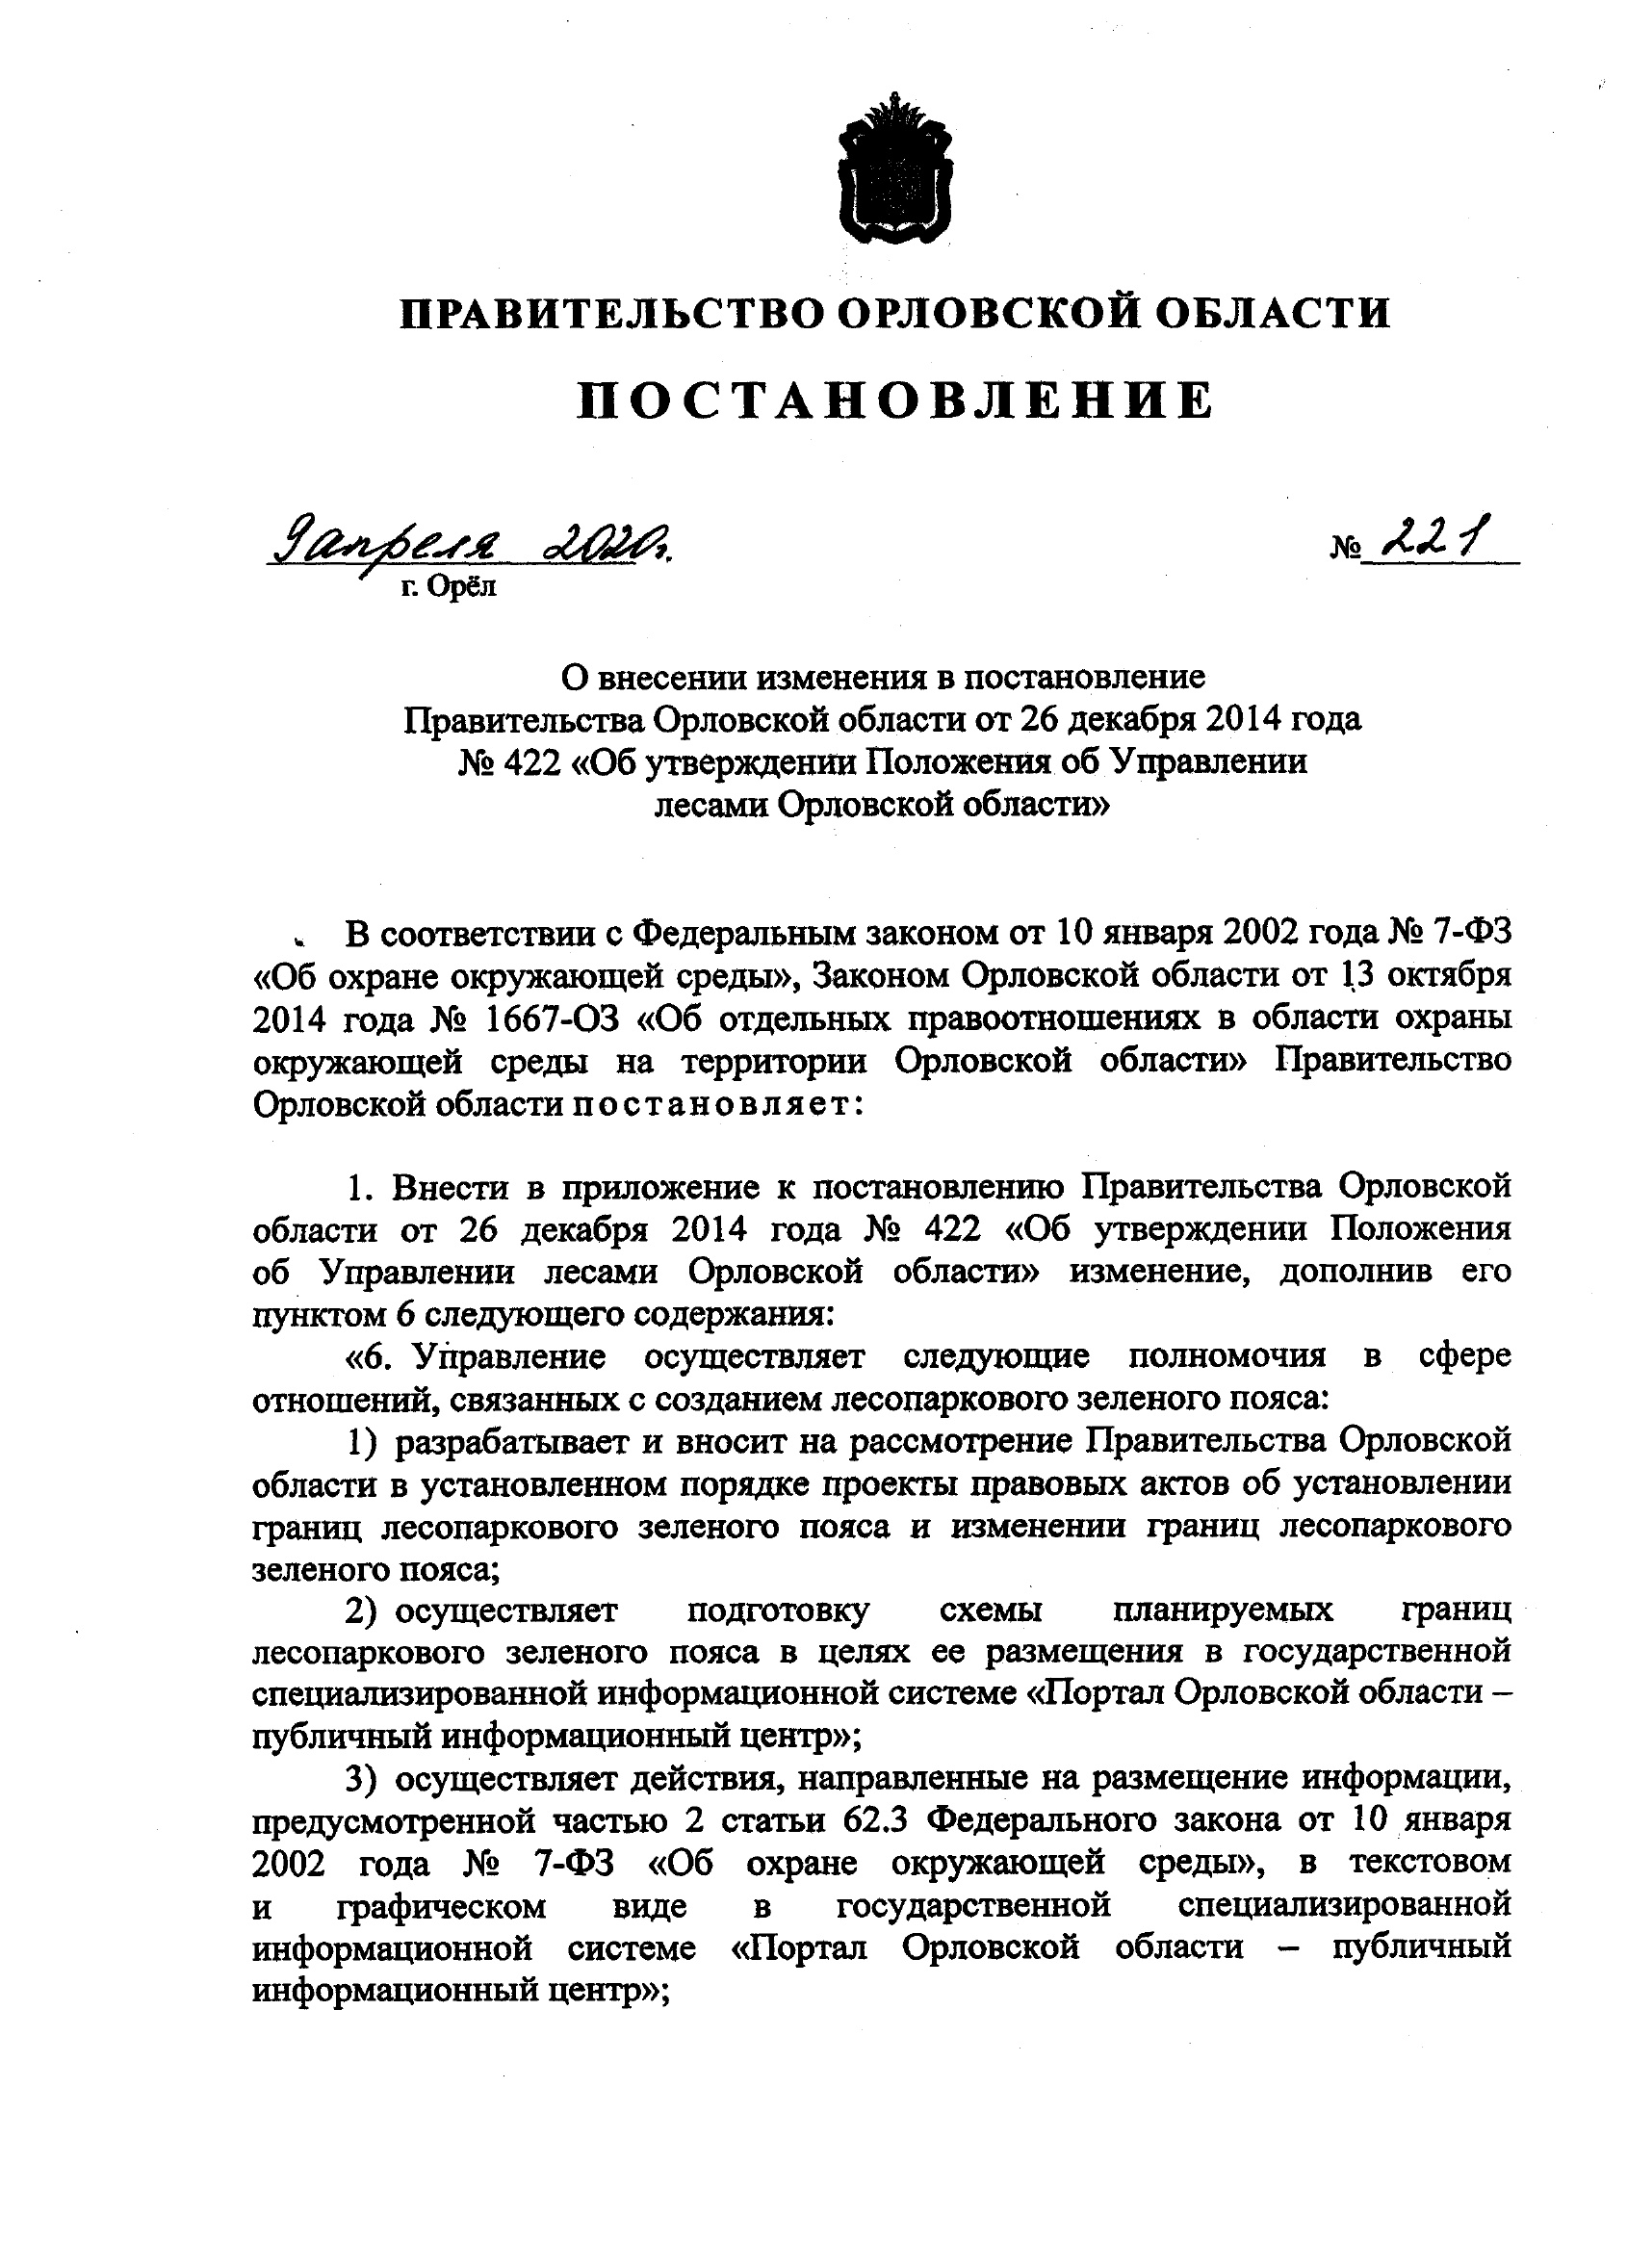 ПРАВИТЕЛЬСТВО ОРЛОВСКОЙ ОБЛАСТИ
ПОСТАНОВЛЕНИЕ
9 апреля 2020г.
№ 221
г. Орёл
О внесении изменения в постановление
Правительства Орловской области от 26 декабря 2014 года
№ 422 «Об утверждении Положения об Управлении
лесами Орловской области»
В соответствии с Федеральным законом от 10 января 2002 года № 7-ФЗ
«Об охране окружающей среды», Законом Орловской области от 13 октября
2014 года № 1667-ОЗ «Об отдельных правоотношениях в области охраны
окружающей среды на территории Орловской области» Правительство
Орловской области постановляет:
1. Внести в приложение к постановлению Правительства Орловской
области от 26 декабря 2014 года № 422 «Об утверждении Положения
об Управлении лесами Орловской области» изменение, дополнив его
пунктом 6 следующего содержания:
«6. Управление осуществляет следующие полномочия в сфере
отношений, связанных с созданием лесопаркового зеленого пояса:
1) разрабатывает и вносит на рассмотрение Правительства Орловской
области в установленном порядке проекты правовых актов об установлении
границ лесопаркового зеленого пояса и изменении границ лесопаркового
зеленого пояса;
2) осуществляет подготовку схемы планируемых границ
лесопаркового зеленого пояса в целях ее размещения в государственной
специализированной информационной системе «Портал Орловской области –
публичный информационный центр»;
3) осуществляет действия, направленные на размещение информации,
предусмотренной частью 2 статьи 62.3 Федерального закона от 10 января
2002 года № 7-ФЗ «Об охране окружающей среды», в текстовом
и графическом виде в государственной специализированной
информационной системе «Портал Орловской области – публичный
информационный центр»;